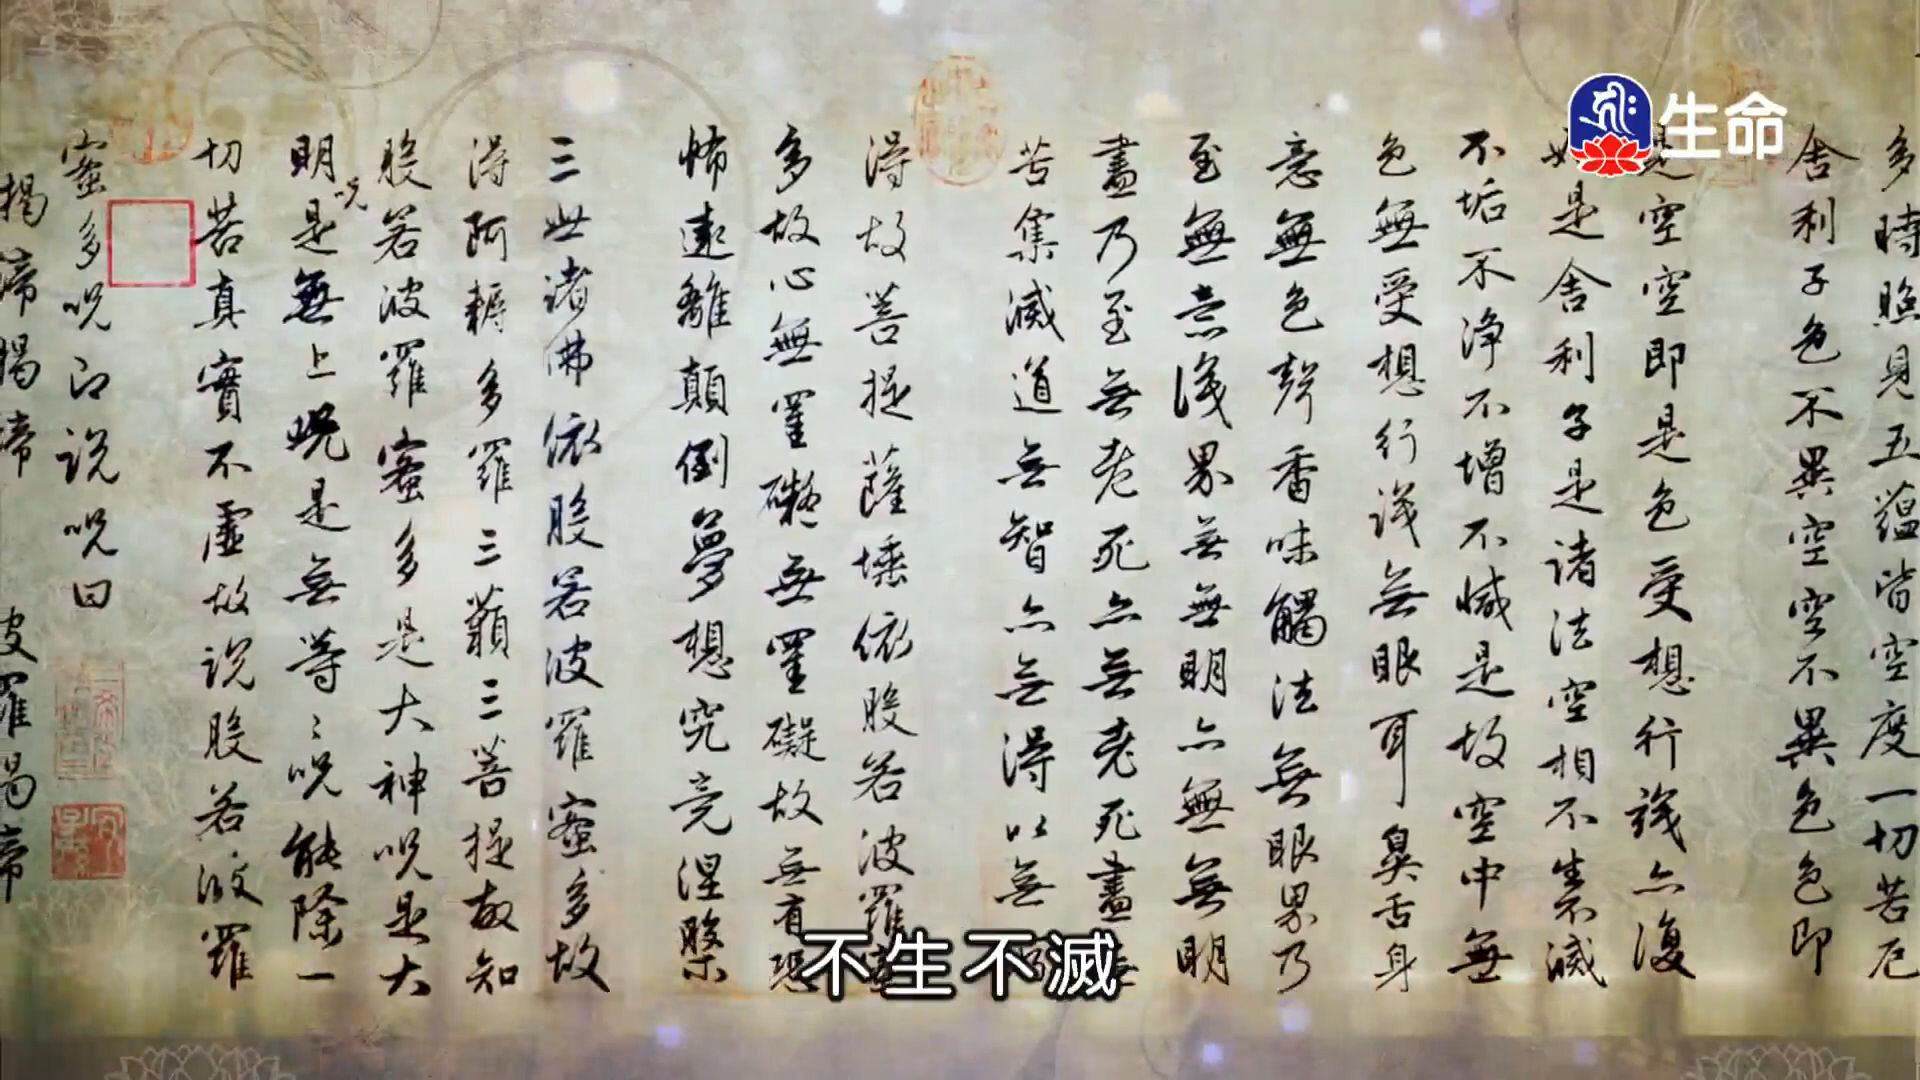 生命
多時照見五蘊皆空度一切苦厄
舍利子色不異空空不異色色即
是空空即是色受想行識亦復
如是舍利子是諸法空相不生不滅
不垢不淨不增不減是故空中無
色無受想行識無眼耳鼻舌身
意無色聲香味觸法無眼界乃
至無意識界無無明亦無無明
盡乃至無老死亦無老死盡無
苦集滅道無智亦無得以無
得故菩提薩埵依般若波羅蜜
多故心無罣礙無罣礙故無有恐
怖遠離顛倒夢想究竟涅槃
三世諸佛依般若波羅蜜多故
得阿耨多羅三藐三菩提故知
般若波羅蜜多是大神呪是大
明呪是無上呪是無等〻呪能除一
切苦真實不虛故說般若波羅
蜜多呪即說呪曰
揭諦揭諦 波羅揭帝
不生不滅